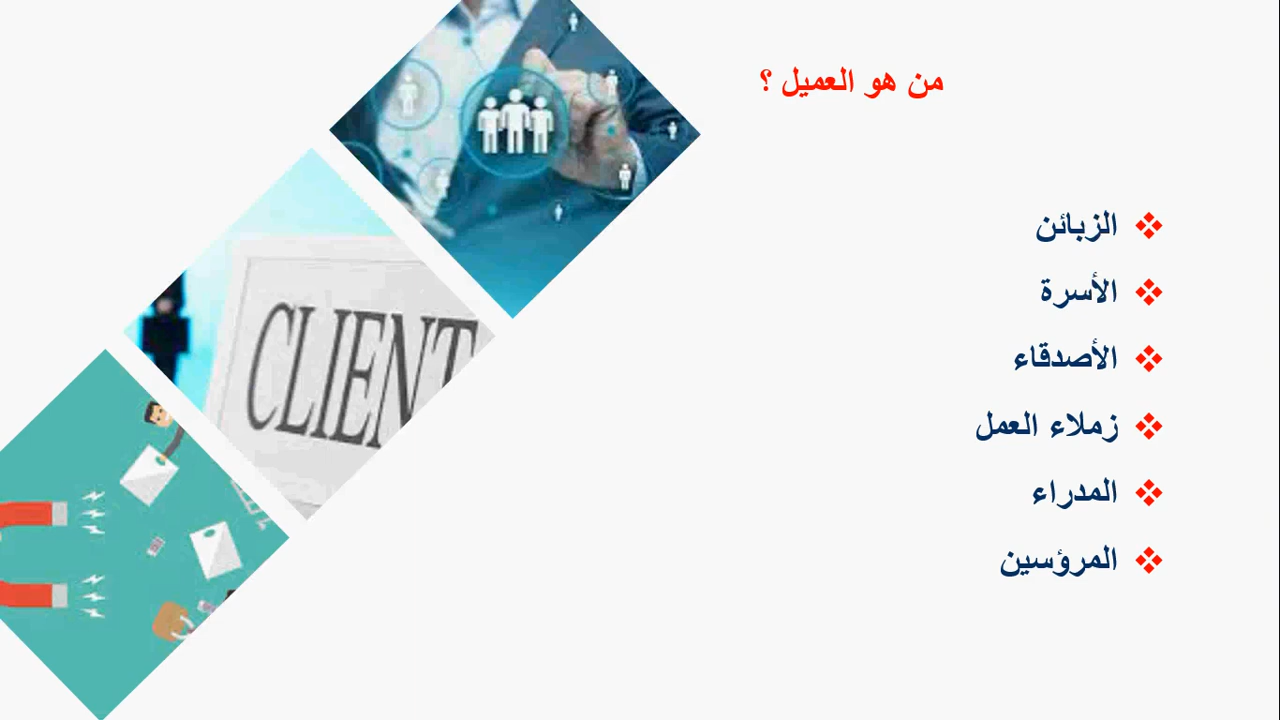 من هو العميل ؟
الزبائن
الأسرة
الأصدقاء
زملاء العمل
المدراء
المرؤسين
CLIENT